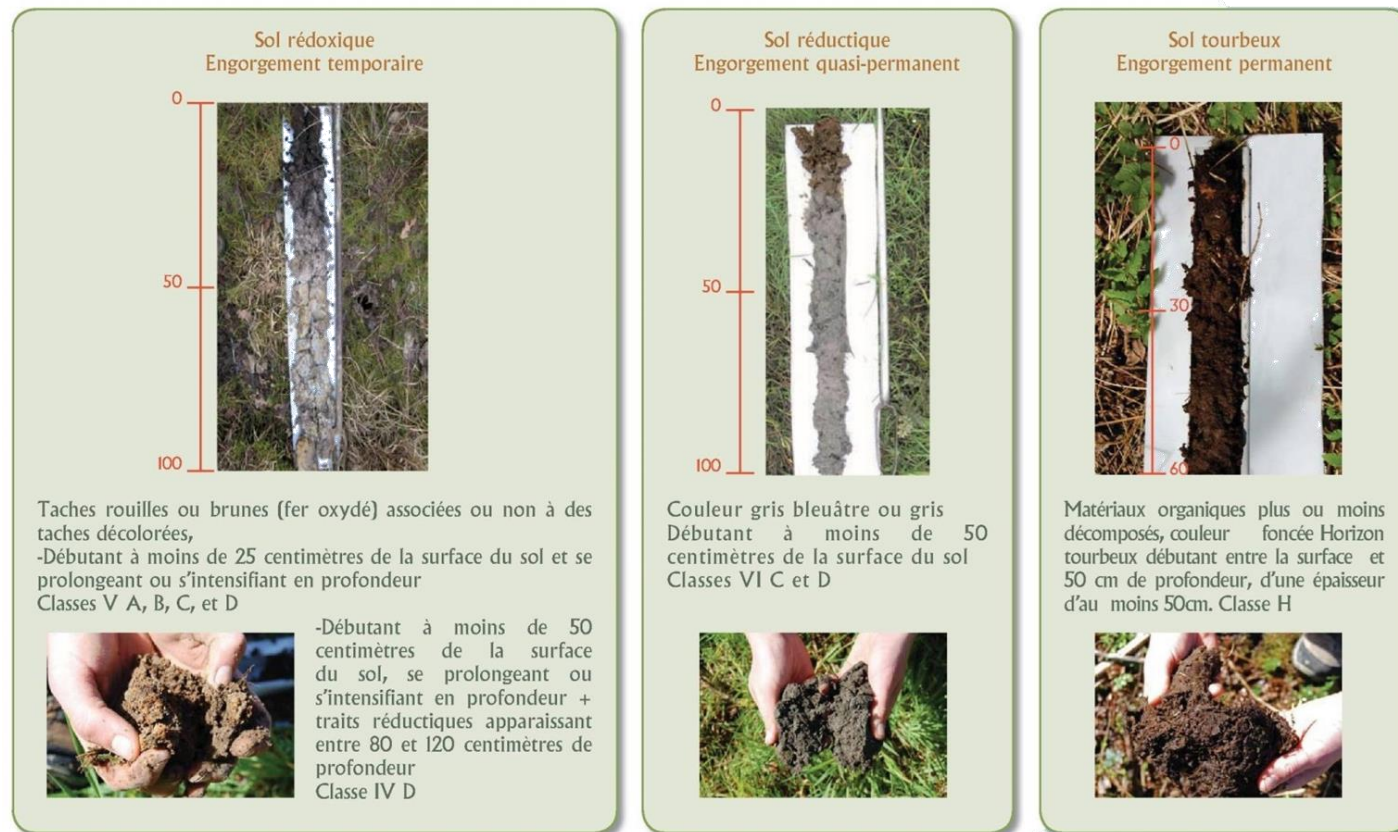 Sol rédoxique
Engorgement temporaire
0
50
100
Taches rouilles ou brunes (fer oxydé) associées ou non à des
taches décolorées,
-Débutant à moins de 25 centimètres de la surface du sol et se
prolongeant ou s'intensifiant en profondeur
Classes V A, B, C, et D
-Débutant à moins de 50
centimètres de la surface
du sol, se prolongeant ou
s'intensifiant en profondeur +
traits réductiques apparaissant
entre 80 et 120 centimètres de
profondeur
Classe IV D
Sol réductique
Engorgement quasi-permanent
0
50
100
Couleur gris bleuâtre ou gris
Débutant à moins de 50
centimètres de la surface du sol
Classes VI C et D
Sol tourbeux
Engorgement permanent
0
30
60
Matériaux organiques plus ou moins
décomposés, couleur foncée Horizon
tourbeux débutant entre la surface et
50 cm de profondeur, d'une épaisseur
d'au moins 50cm. Classe H